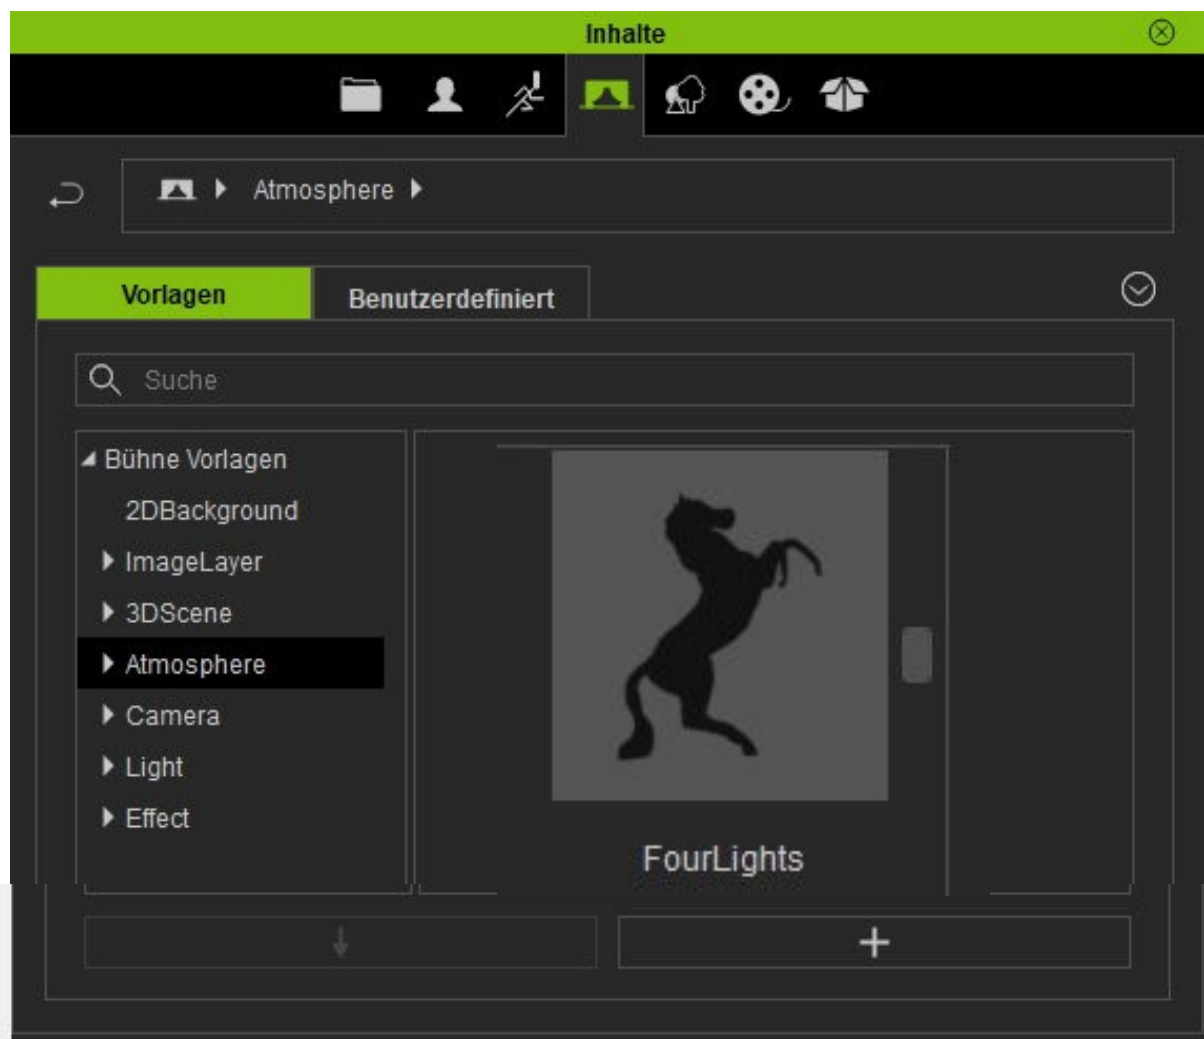 Inhalte
Atmosphere
Vorlagen
Benutzerdefiniert
Suche
Bühne Vorlagen
2DBackground
ImageLayer
3DScene
Atmosphere
Camera
Light
Effect
FourLights